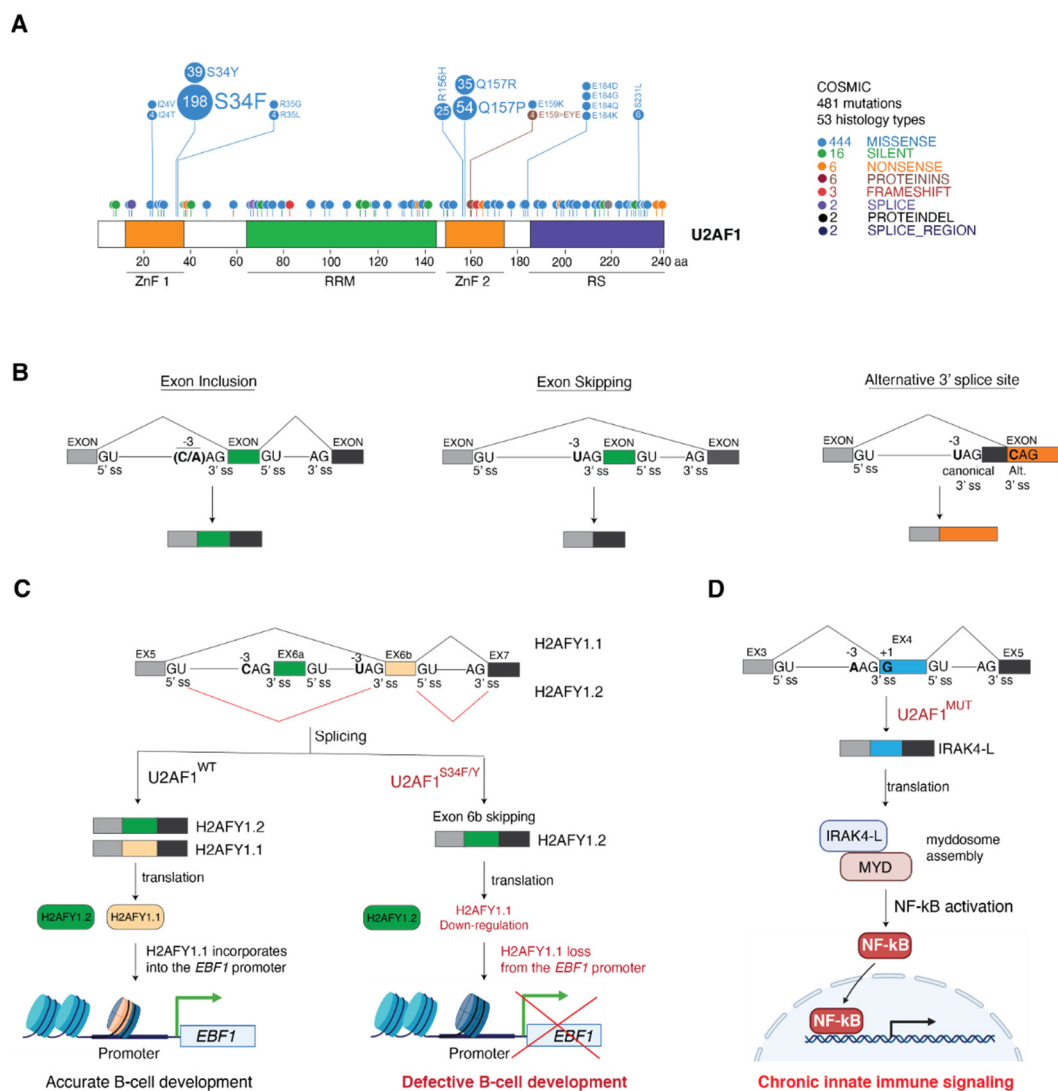 A
39 S34Y
198 S34F
I24V
4 I24T
R35G
4 R35L
R156H
25
35 Q157R
54 Q157P
E159K
4 E159>EYE
E184D
E184G
E184Q
E184K
S231L
6
COSMIC
481 mutations
53 histology types
444 MISSENSE
16 SILENT
6 NONSENSE
6 PROTEININS
3 FRAMESHIFT
2 SPLICE
2 PROTEINDEL
2 SPLICE_REGION
U2AF1
20 40 60 80 100 120 140 160 180 200 220 240 aa
ZnF 1 RRM ZnF 2 RS
B
Exon Inclusion
EXON GU (C/A)AG EXON GU AG EXON
-3
5' ss 3' ss 5' ss 3' ss
Exon Skipping
EXON GU UAG EXON GU AG EXON
-3
5' ss 3' ss 5' ss 3' ss
Alternative 3' splice site
EXON GU UAG CAG EXON
-3
5' ss canonical Alt.
3' ss 3' ss
C
EX5 EX6a EX6b EX7
H2AFY1.1
-3 -3
GU CAG GU UAG GU AG
5' ss 3' ss 5' ss 3' ss 5' ss 3' ss
H2AFY1.2
Splicing
U2AF1WT
H2AFY1.2
H2AFY1.1
translation
H2AFY1.2 H2AFY1.1
H2AFY1.1 incorporates
into the EBF1 promoter
EBF1
Promoter
Accurate B-cell development
U2AF1S34F/Y
Exon 6b skipping
H2AFY1.2
translation
H2AFY1.2
H2AFY1.1
Down-regulation
H2AFY1.1 loss
from the EBF1 promoter
EBF1
Promoter
Defective B-cell development
D
EX3 EX4 EX5
-3 +1
GU AAG G GU AG
5' ss 3' ss 5' ss 3' ss
U2AF1MUT
IRAK4-L
translation
IRAK4-L
MYD
myddosome
assembly
NF-kB activation
NF-kB
NF-kB
Chronic innate immune signaling